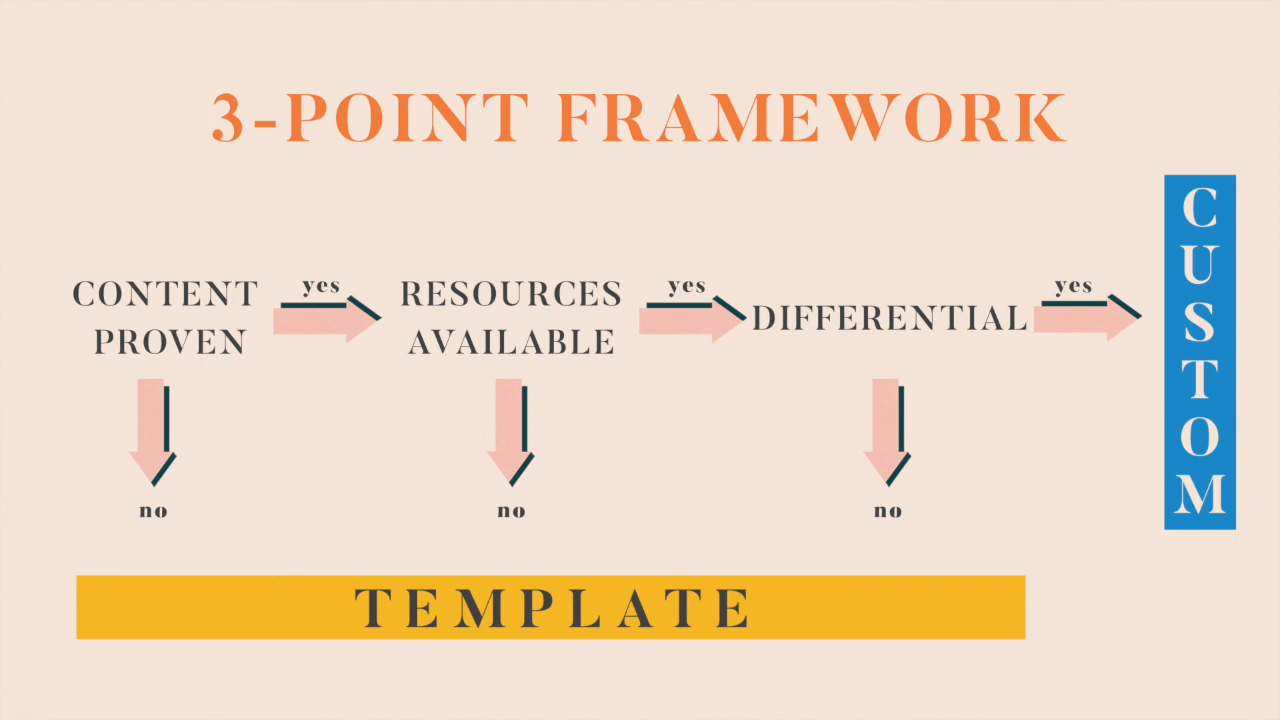 3-POINT FRAMEWORK
CONTENT
PROVEN
yes
RESOURCES
AVAILABLE
yes
DIFFERENTIAL
yes
CUSTOM
no
no
no
TEMPLATE